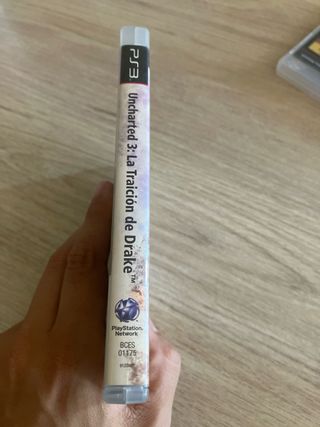 PS3
Uncharted 3: La Traición de Drake™
PlayStation
Network
BCES
01175